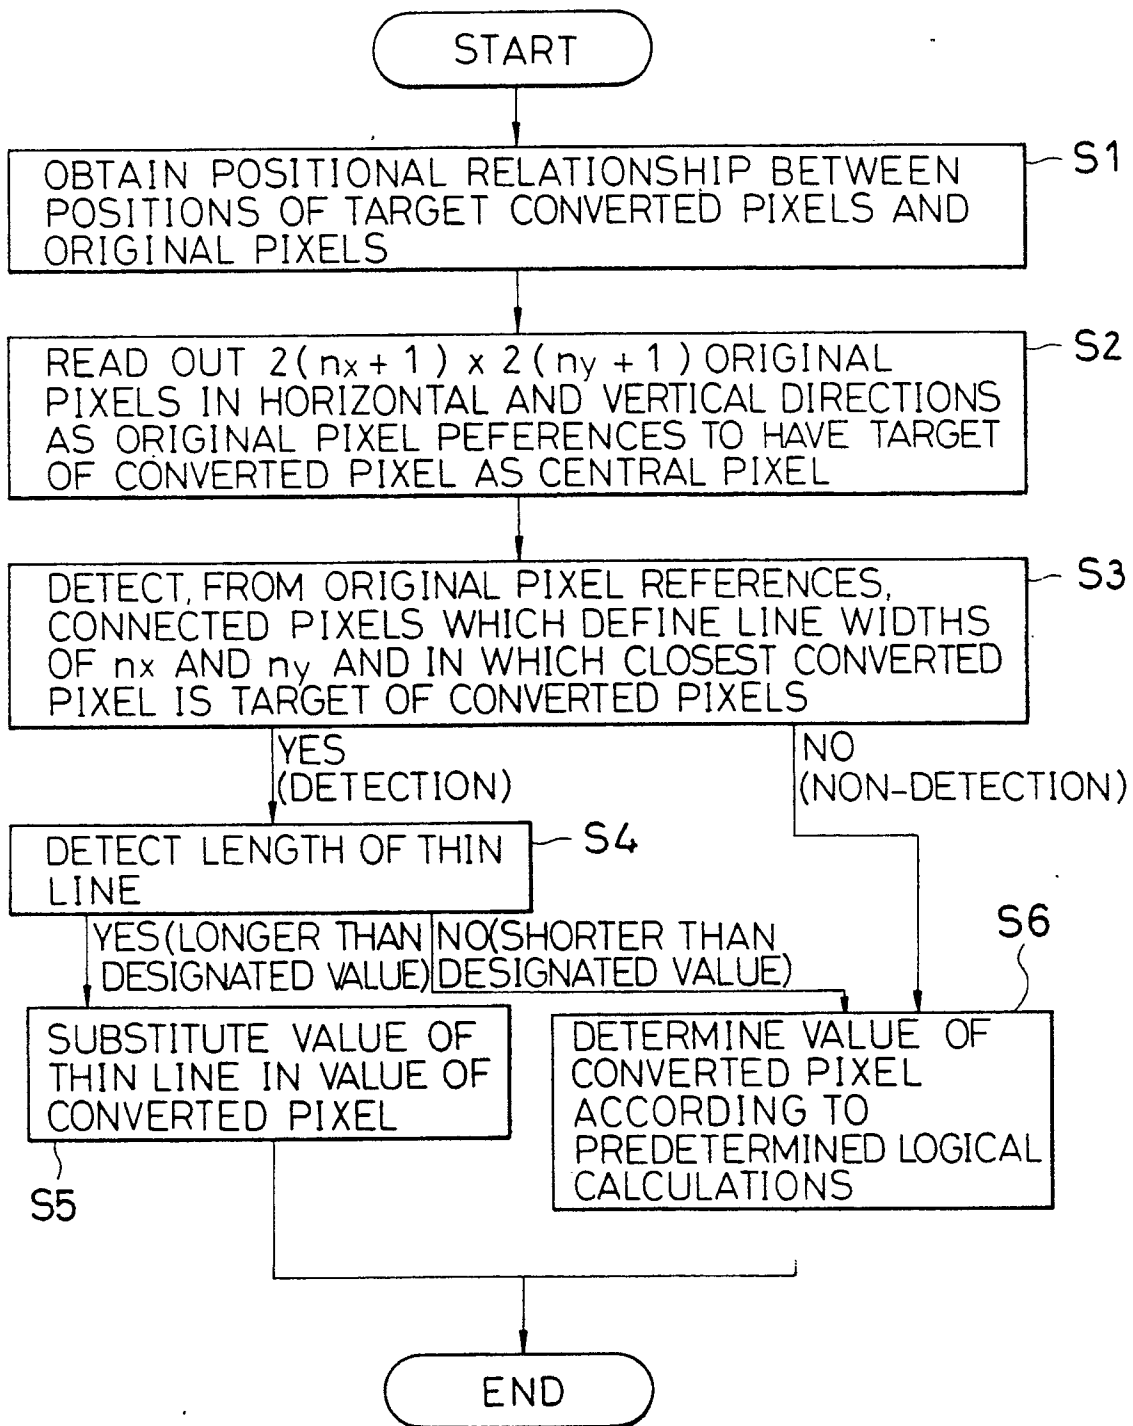 START
S1
OBTAIN POSITIONAL RELATIONSHIP BETWEEN
POSITIONS OF TARGET CONVERTED PIXELS AND
ORIGINAL PIXELS
S2
READ OUT 2(nx+1) x 2(ny+1) ORIGINAL
PIXELS IN HORIZONTAL AND VERTICAL DIRECTIONS
AS ORIGINAL PIXEL PEFERENCES TO HAVE TARGET
OF CONVERTED PIXEL AS CENTRAL PIXEL
S3
DETECT, FROM ORIGINAL PIXEL REFERENCES,
CONNECTED PIXELS WHICH DEFINE LINE WIDTHS
OF nx AND ny AND IN WHICH CLOSEST CONVERTED
PIXEL IS TARGET OF CONVERTED PIXELS
YES
(DETECTION)
NO
(NON-DETECTION)
S4
DETECT LENGTH OF THIN
LINE
YES(LONGER THAN
DESIGNATED VALUE)
NO(SHORTER THAN
DESIGNATED VALUE)
S6
SUBSTITUTE VALUE OF
THIN LINE IN VALUE OF
CONVERTED PIXEL
S5
DETERMINE VALUE OF
CONVERTED PIXEL
ACCORDING TO
PREDETERMINED LOGICAL
CALCULATIONS
END